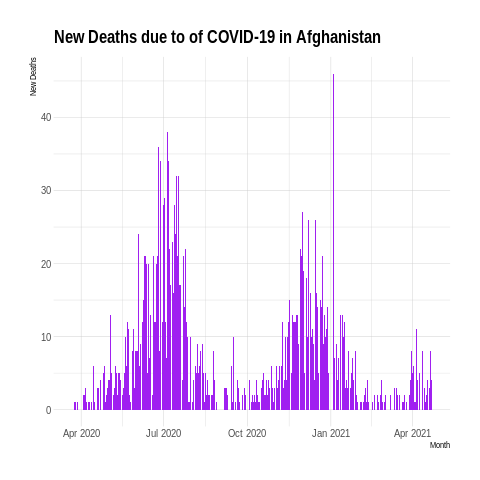 New Deaths due to of COVID-19 in Afghanistan
New Deaths
40
30
20
10
0
Apr 2020 Jul 2020 Oct 2020 Jan 2021 Apr 2021
Month